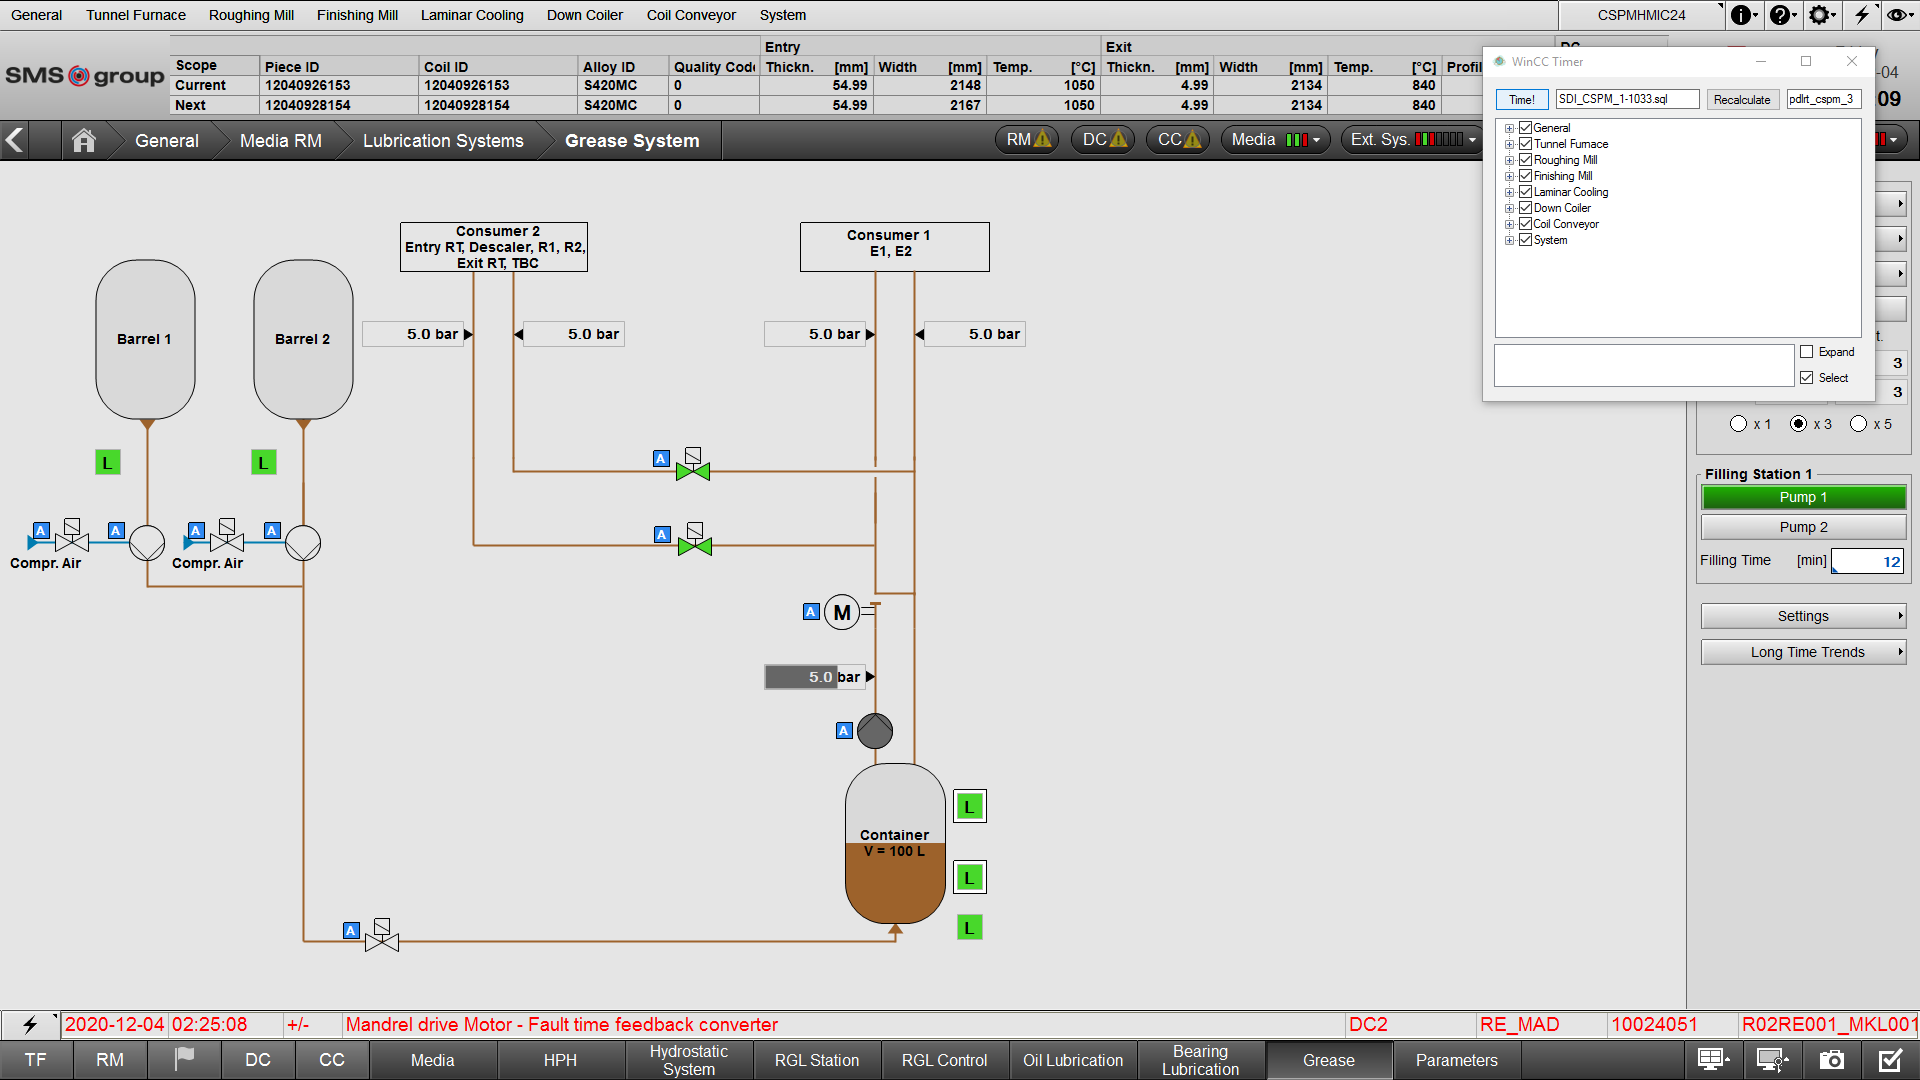 General Tunnel Furnace Roughing Mill Finishing Mill Laminar Cooling Down Coiler Coil Conveyor System CSPMHMIC24
SMS group
Entry Exit
Scope Piece ID Coil ID Alloy ID Quality Code Thickn. [mm] Width [mm] Temp. [°C] Thickn. [mm] Width [mm] Temp. [°C] Profil
Current 12040926153 12040926153 S420MC 0 54.99 2148 1050 4.99 2134 840
Next 12040928154 12040928154 S420MC 0 54.99 2167 1050 4.99 2134 840
-04
:09
General Media RM Lubrication Systems Grease System RM DC CC Media Ext. Sys.
WinCC Timer
Time! SDI_CSPM_1-1033.sql Recalculate pdlrt_cspm_3
General
Tunnel Furnace
Roughing Mill
Finishing Mill
Laminar Cooling
Down Coiler
Coil Conveyor
System
Expand
Select
t.
3
3
x 1 x 3 x 5
Filling Station 1
Pump 1
Pump 2
Filling Time [min] 12
Settings
Long Time Trends
Consumer 2
Entry RT, Descaler, R1, R2,
Exit RT, TBC
Consumer 1
E1, E2
Barrel 1
Barrel 2
5.0 bar 5.0 bar 5.0 bar 5.0 bar
L L
A A
A A A A
Compr. Air Compr. Air
A M
5.0 bar
A
Container
V = 100 L
L
L
L
A
2020-12-04 02:25:08 +/- Mandrel drive Motor - Fault time feedback converter DC2 RE_MAD 10024051 R02RE001_MKL001
TF RM DC CC Media HPH Hydrostatic System RGL Station RGL Control Oil Lubrication Bearing Lubrication Grease Parameters